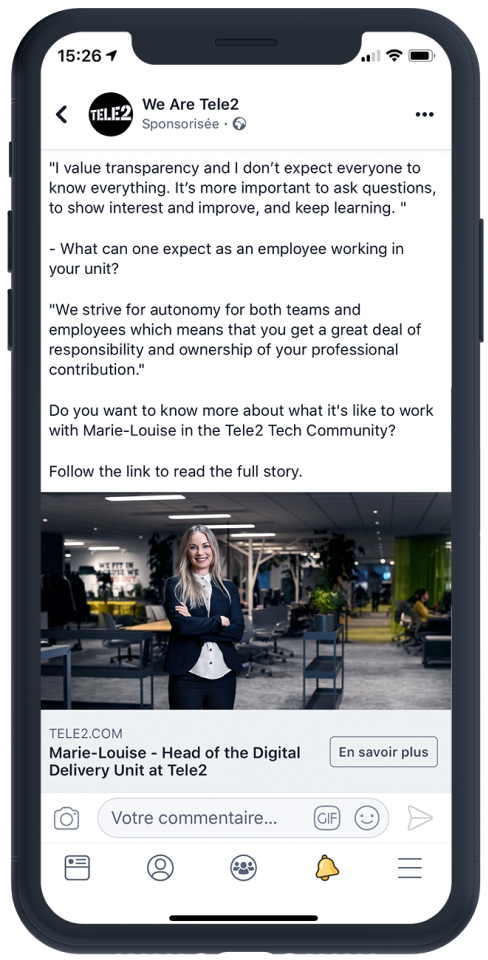 15:26
TELE2
We Are Tele2
Sponsorisée ·
"I value transparency and I don’t expect everyone to
know everything. It’s more important to ask questions,
to show interest and improve, and keep learning. "
- What can one expect as an employee working in
your unit?
"We strive for autonomy for both teams and
employees which means that you get a great deal of
responsibility and ownership of your professional
contribution."
Do you want to know more about what it's like to work
with Marie-Louise in the Tele2 Tech Community?
Follow the link to read the full story.
WE FIT IN
TELE2.COM
Marie-Louise - Head of the Digital
Delivery Unit at Tele2
En savoir plus
Votre commentaire...
GIF